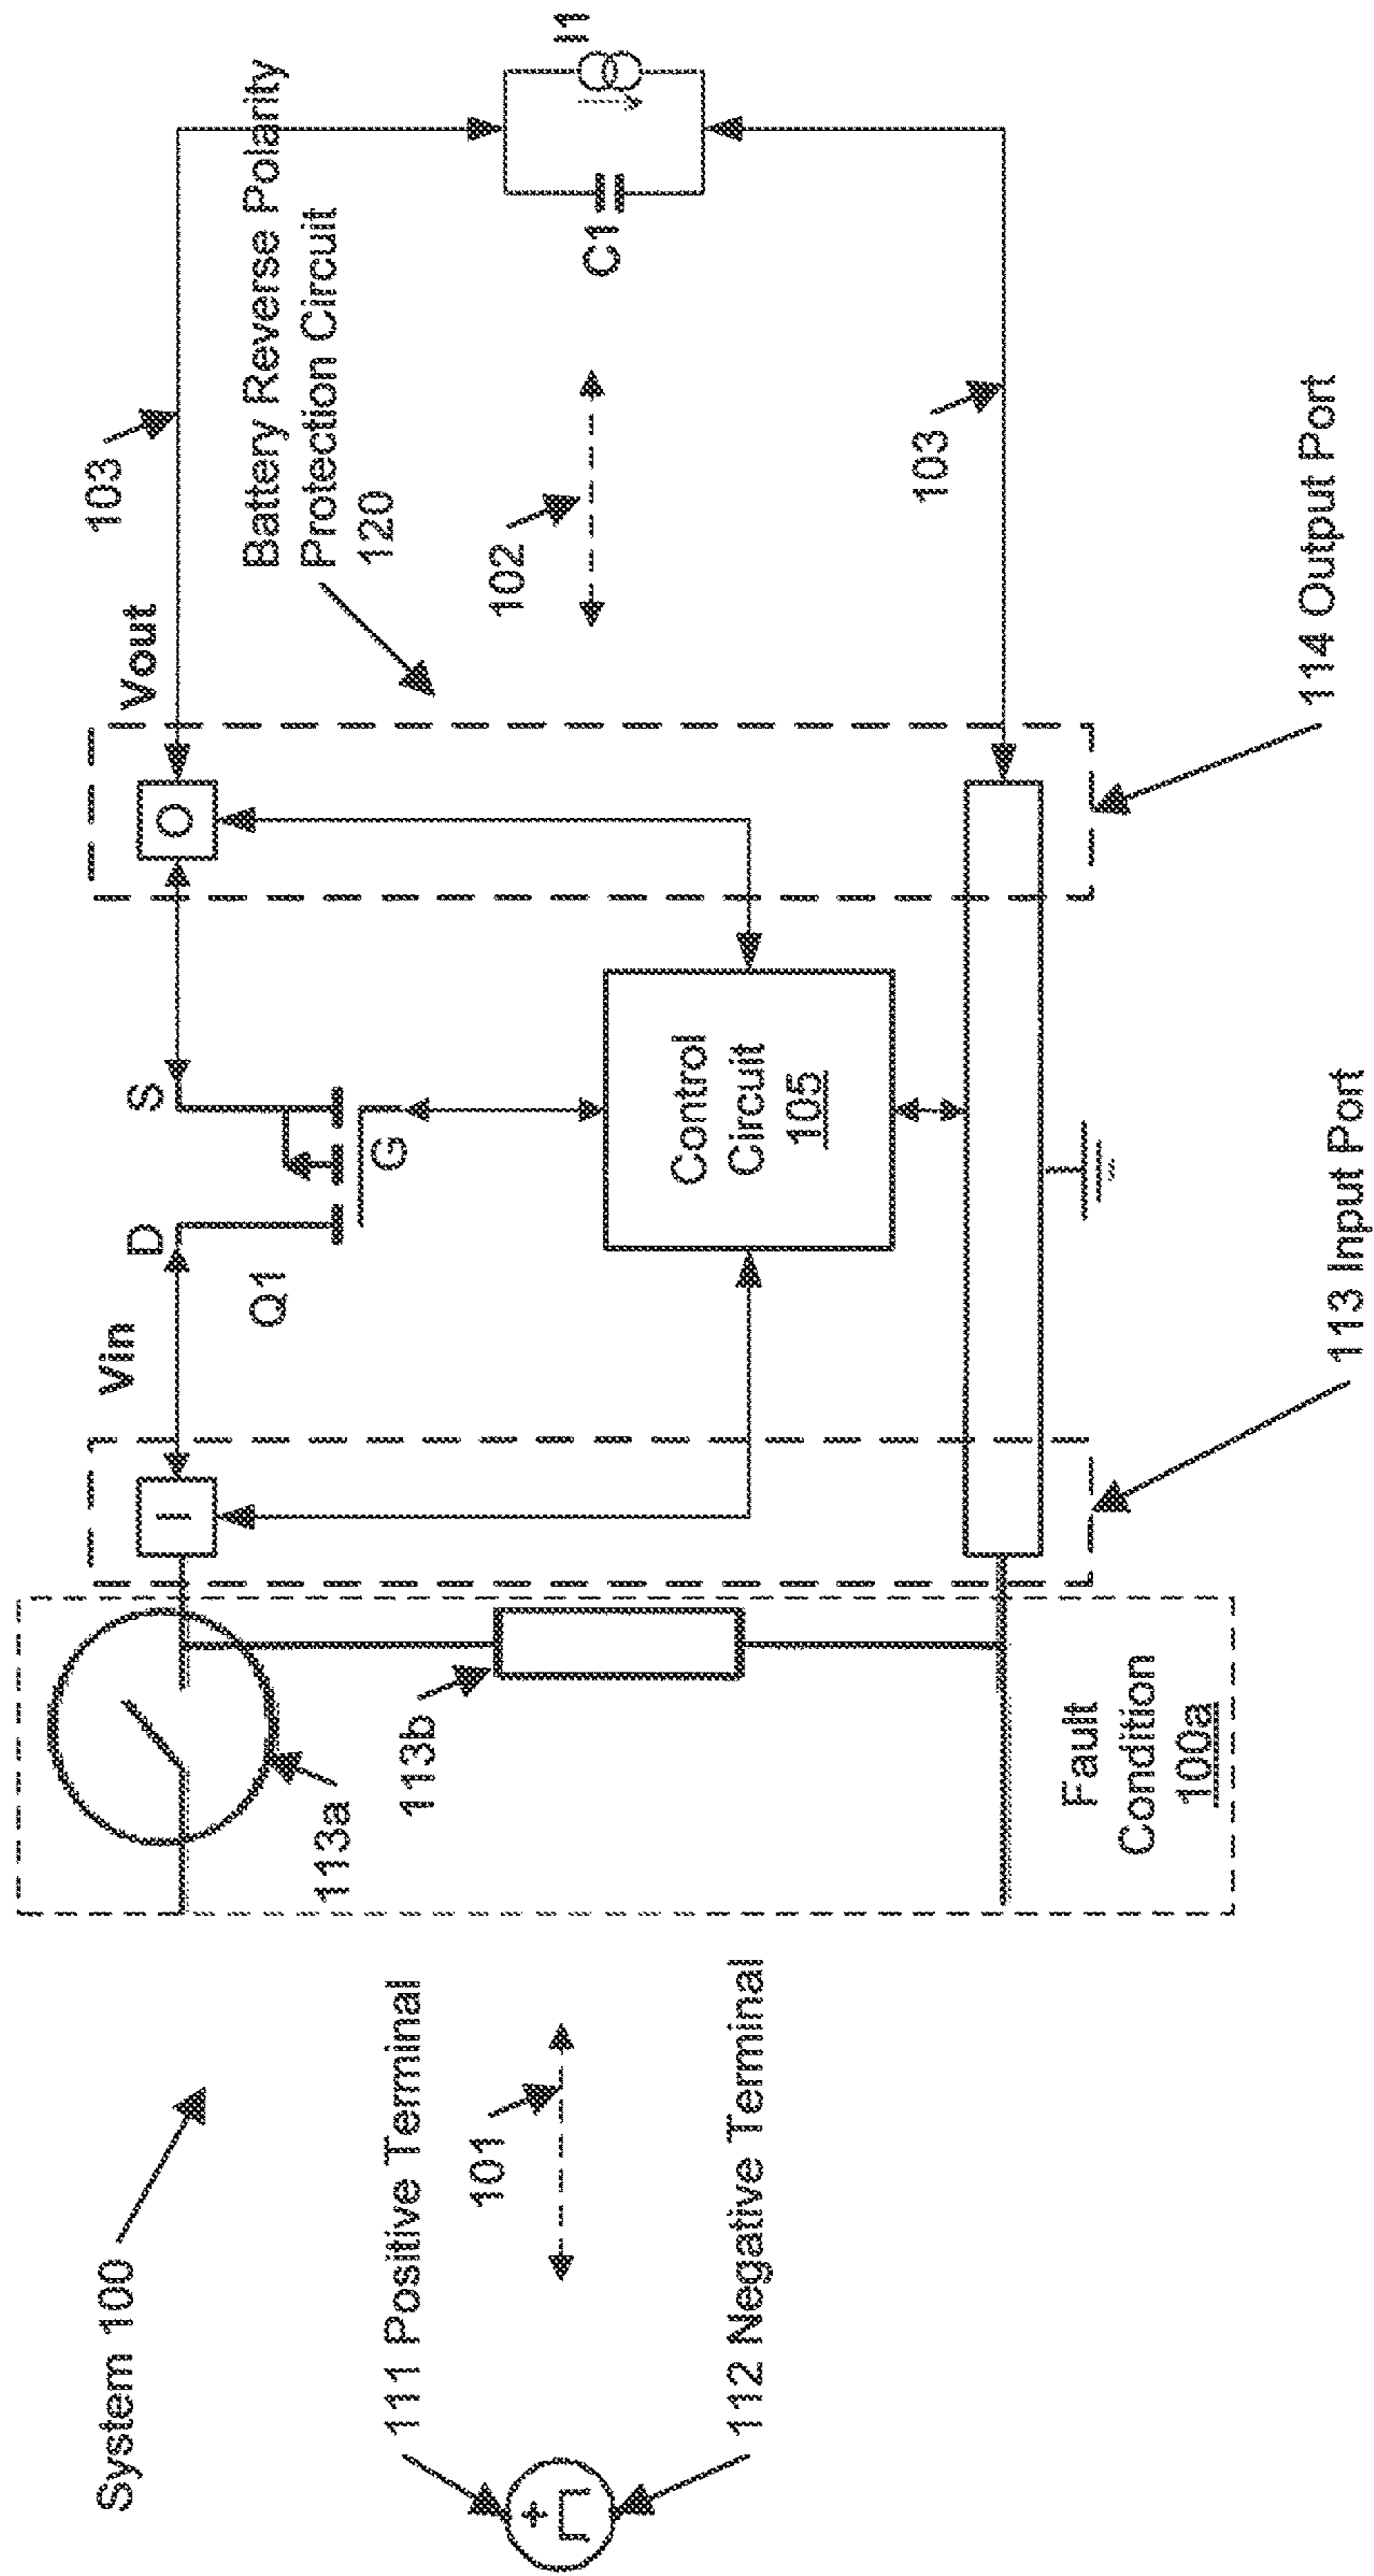 System 100
111 Positive Terminal
101
112 Negative Terminal
+
113a
113b
Fault
Condition
100a
I
Vin
D
S
Q1
G
Control
Circuit
105
113 Input Port
O
Vout
114 Output Port
103
Battery Reverse Polarity
Protection Circuit
120
102
103
C1
I1